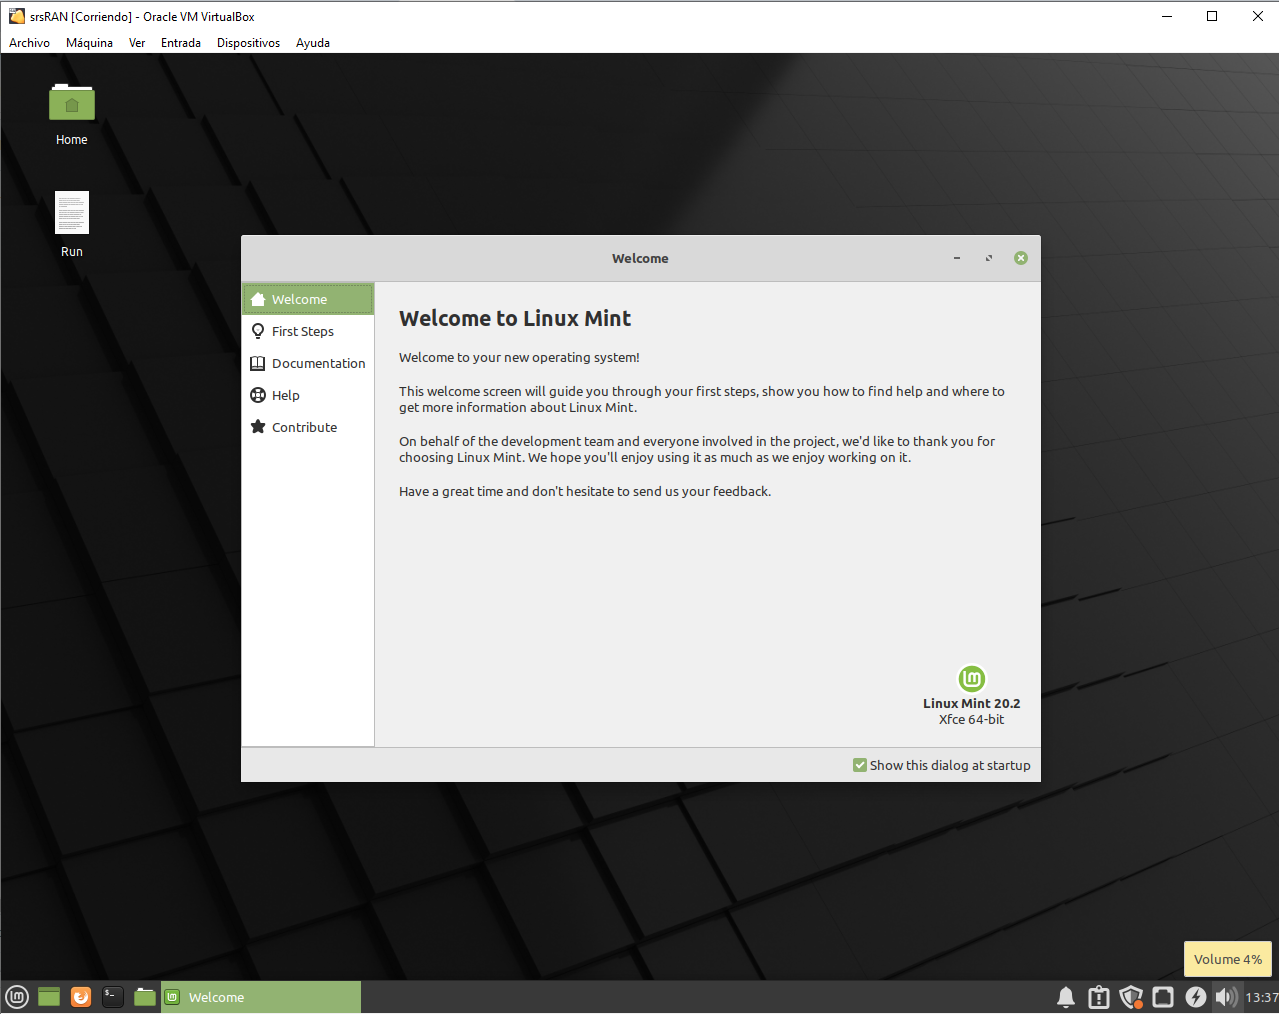 srsRAN [Corriendo] - Oracle VM VirtualBox
Archivo Máquina Ver Entrada Dispositivos Ayuda
Home
Run
Welcome
Welcome
First Steps
Documentation
Help
Contribute
Welcome to Linux Mint
Welcome to your new operating system!
This welcome screen will guide you through your first steps, show you how to find help and where to
get more information about Linux Mint.
On behalf of the development team and everyone involved in the project, we'd like to thank you for
choosing Linux Mint. We hope you'll enjoy using it as much as we enjoy working on it.
Have a great time and don't hesitate to send us your feedback.
Linux Mint 20.2
Xfce 64-bit
Show this dialog at startup
Volume 4%
Welcome
13:37